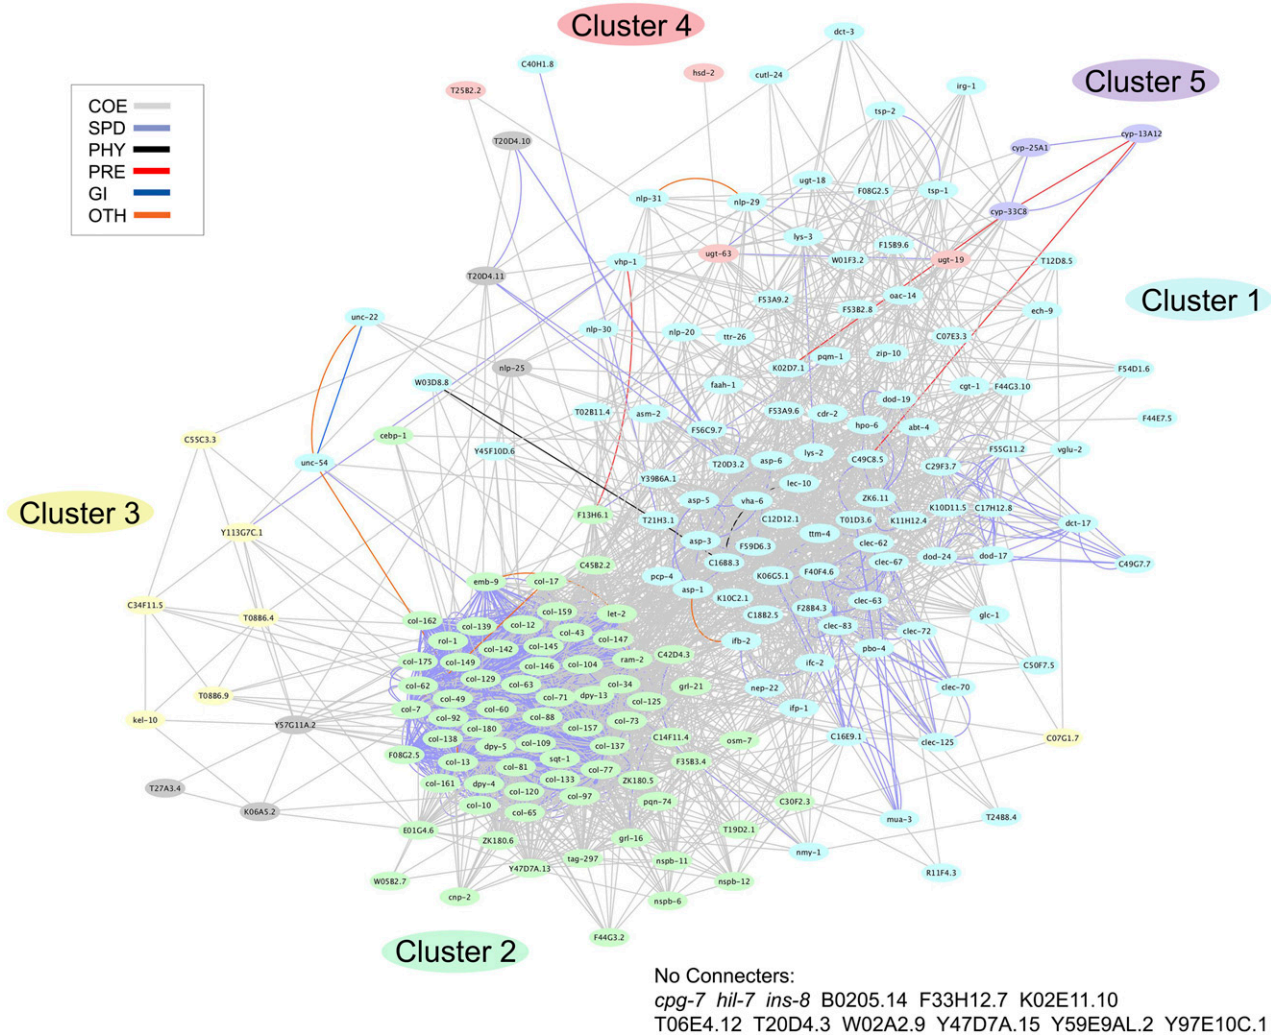 Cluster 4
dct-3
C40H1.8
hsd-2
cutl-24
Cluster 5
T25B2.2
irg-1
COE
SPD
PHY
PRE
GI
OTH
tsp-2
T20D4.10
cyp-25A1
cyp-13A12
ugt-18
F08G2.5
tsp-1
nlp-31
nlp-29
cyp-33C8
lys-3
F15B9.6
ugt-63
W01F3.2
ugt-19
T12D8.5
vhp-1
T20D4.11
Cluster 1
F53A9.2
oac-14
F53B2.8
ech-9
unc-22
nlp-30
nlp-20
ttr-26
C07E3.3
pqm-1
zip-10
K02D7.1
nlp-25
F54D1.6
W03D8.8
faah-1
cgt-1
F44G3.10
dod-19
T02B11.4
asm-2
F53A9.6
cdr-2
F44E7.5
hpo-6
abt-4
cebp-1
F56C9.7
C55C3.3
Y45F10D.6
lys-2
F55G11.2
vglu-2
unc-54
T20D3.2
asp-6
C49C8.5
C29F3.7
Y39B6A.1
lec-10
Cluster 3
asp-5
vha-6
ZK6.11
K10D11.5
C17H12.8
F13H6.1
T21H3.1
C12D12.1
T01D3.6
K11H12.4
dct-17
Y113G7C.1
asp-3
F59D6.3
ttm-4
clec-62
dod-24
dod-17
C45B2.2
C16B8.3
clec-67
C49G7.7
emb-9
col-17
pcp-4
asp-1
K06G5.1
F40F4.6
C34F11.5
T08B6.4
K10C2.1
clec-63
col-162
col-159
let-2
C18B2.5
F28B4.3
glc-1
col-139
col-12
col-43
clec-83
clec-72
rol-1
col-142
col-145
col-147
ifb-2
pbo-4
col-175
col-149
col-146
col-104
ram-2
C42D4.3
ifc-2
C50F7.5
col-129
col-63
col-34
grl-21
nep-22
clec-70
T08B6.9
col-62
col-49
col-71
dpy-13
col-125
ifp-1
kel-10
Y57G11A.2
col-7
col-92
col-60
col-88
col-73
col-180
col-157
C14F11.4
osm-7
C16E9.1
clec-125
C07G1.7
col-138
dpy-5
col-109
col-137
F08G2.5
col-13
col-81
sqt-1
col-77
F35B3.4
T27A3.4
col-161
dpy-4
col-133
ZK180.5
col-120
col-97
K06A5.2
col-10
col-65
pqn-74
C30F2.3
mua-3
T24B8.4
E01G4.6
ZK180.6
grl-16
T19D2.1
nmy-1
W05B2.7
Y47D7A.13
tag-297
nspb-11
R11F4.3
cnp-2
nspb-12
nspb-6
Cluster 2
F44G3.2
No Connecters:
cpg-7 hil-7 ins-8 B0205.14 F33H12.7 K02E11.10
T06E4.12 T20D4.3 W02A2.9 Y47D7A.15 Y59E9AL.2 Y97E10C.1